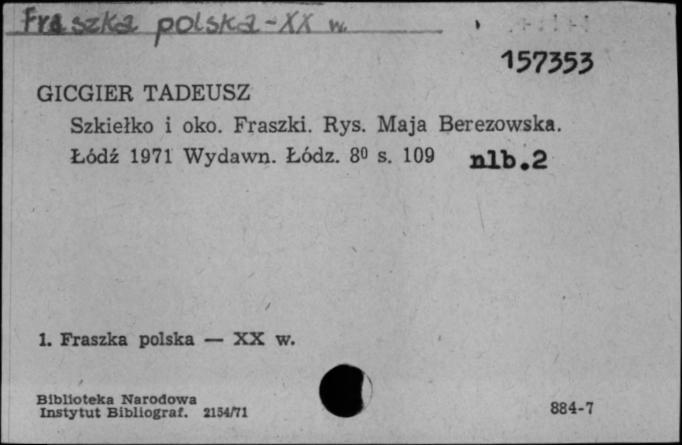 Fraszka polska-XX w.
157353
GICGIER TADEUSZ
Szkiełko i oko. Fraszki. Rys. Maja Berezowska.
Łódź 1971 Wydawn. Łódz. 8⁰ s. 109 nlb.2
1. Fraszka polska — XX w.
Biblioteka Narodowa
Instytut Bibliograf. 2154/71
884-7